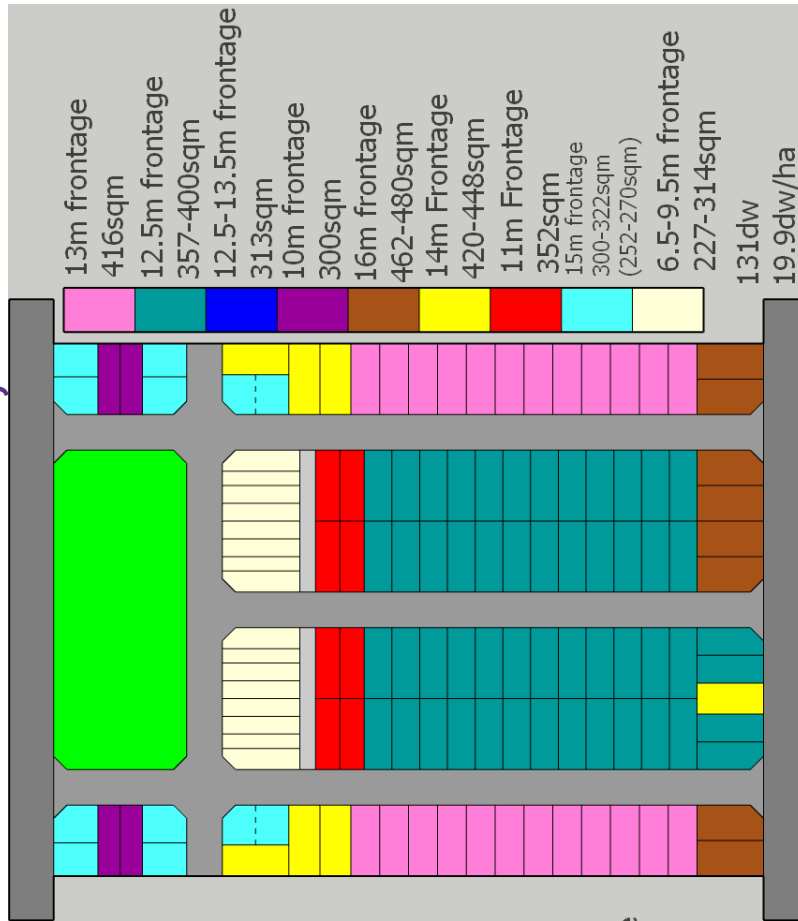 13m frontage
416sqm
12.5m frontage
357-400sqm
12.5-13.5m frontage
313sqm
10m frontage
300sqm
16m frontage
462-480sqm
14m Frontage
420-448sqm
11m Frontage
352sqm
15m frontage
300-322sqm
(252-270sqm)
6.5-9.5m frontage
227-314sqm
131dw
19.9dw/ha